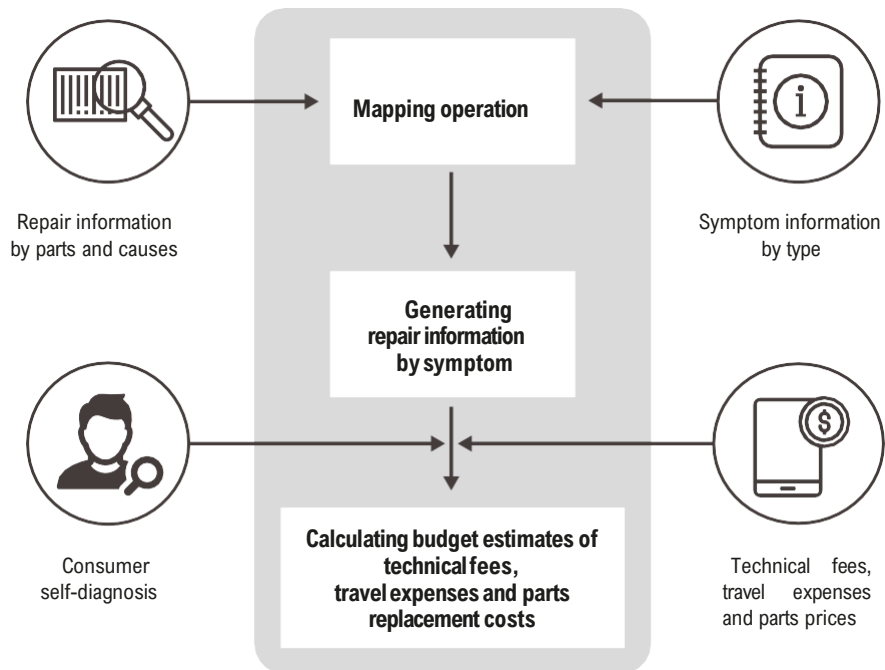 Mapping operation
Repair information
by parts and causes
Symptom information
by type
Generating
repair information
by symptom
Consumer
self-diagnosis
Calculating budget estimates of
technical fees,
travel expenses and parts
replacement costs
Technical fees,
travel expenses
and parts prices
i
$